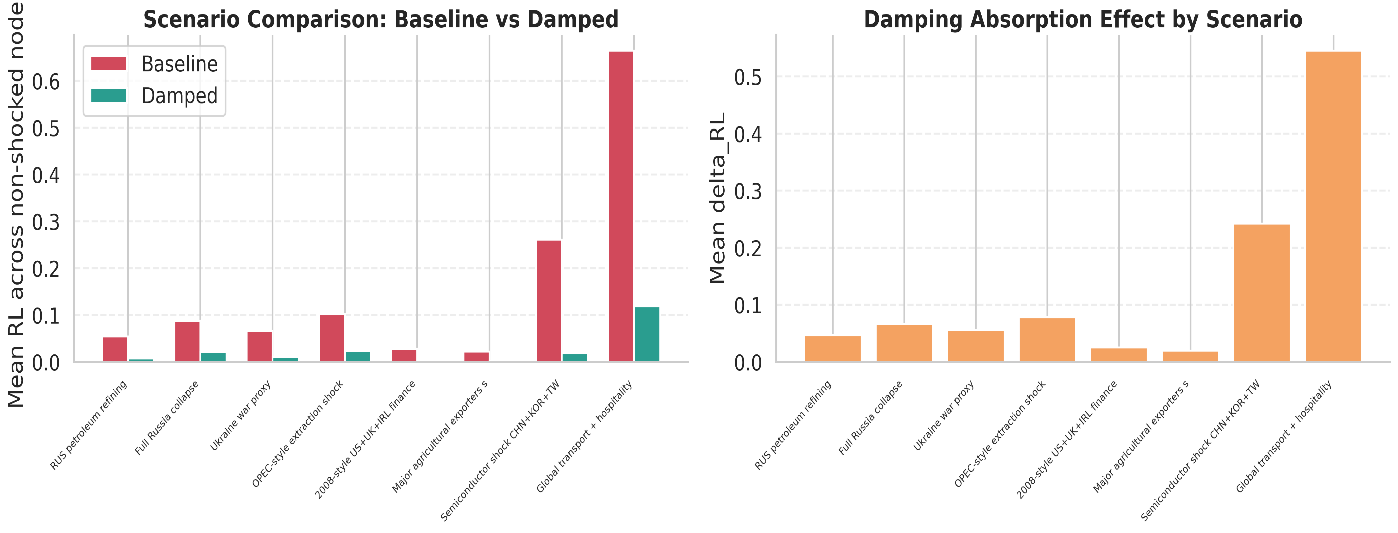 Scenario Comparison: Baseline vs Damped
Mean RL across non-shocked node
0.6
0.5
0.4
0.3
0.2
0.1
0.0
Baseline
Damped
RUS petroleum refining
Full Russia collapse
Ukraine war proxy
OPEC-style extraction shock
2008-style US+UK+IRL finance
Major agricultural exporters s
Semiconductor shock CHN+KOR+TW
Global transport + hospitality
Damping Absorption Effect by Scenario
Mean delta_RL
0.5
0.4
0.3
0.2
0.1
0.0
RUS petroleum refining
Full Russia collapse
Ukraine war proxy
OPEC-style extraction shock
2008-style US+UK+IRL finance
Major agricultural exporters s
Semiconductor shock CHN+KOR+TW
Global transport + hospitality